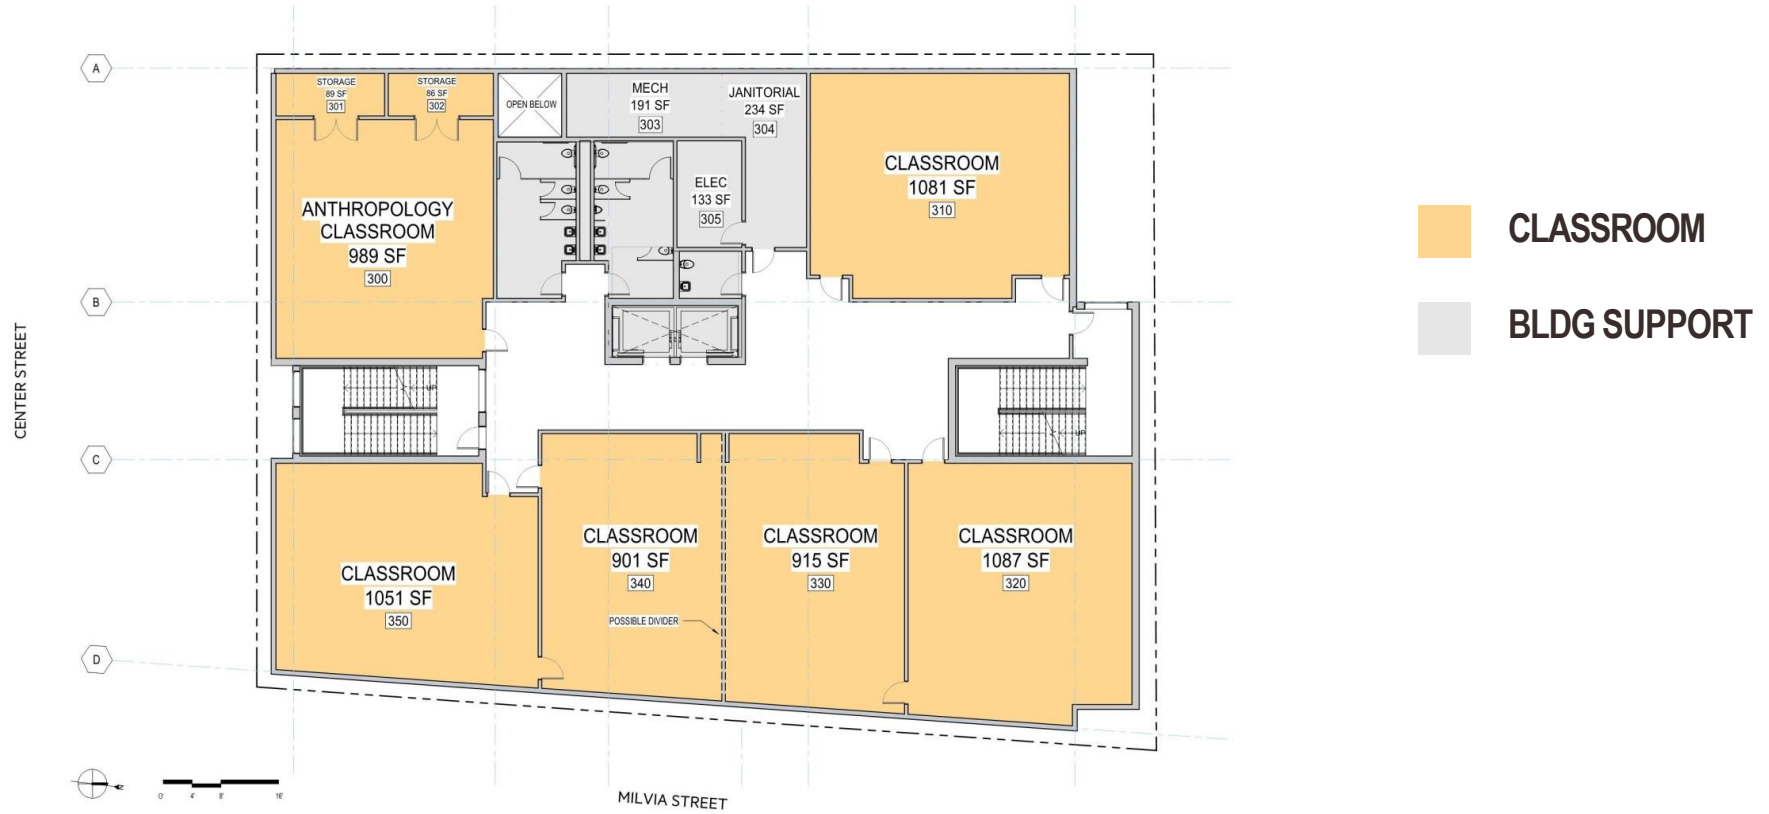 A
STORAGE
89 SF
301
STORAGE
86 SF
302
OPEN BELOW
MECH
191 SF
303
JANITORIAL
234 SF
304
CLASSROOM
1081 SF
310
ELEC
133 SF
305
ANTHROPOLOGY
CLASSROOM
989 SF
300
B
CENTER STREET
UP
UP
C
CLASSROOM
1051 SF
350
CLASSROOM
901 SF
340
POSSIBLE DIVIDER
CLASSROOM
915 SF
330
CLASSROOM
1087 SF
320
D
0'
4'
8'
16'
MILVIA STREET
CLASSROOM
BLDG SUPPORT